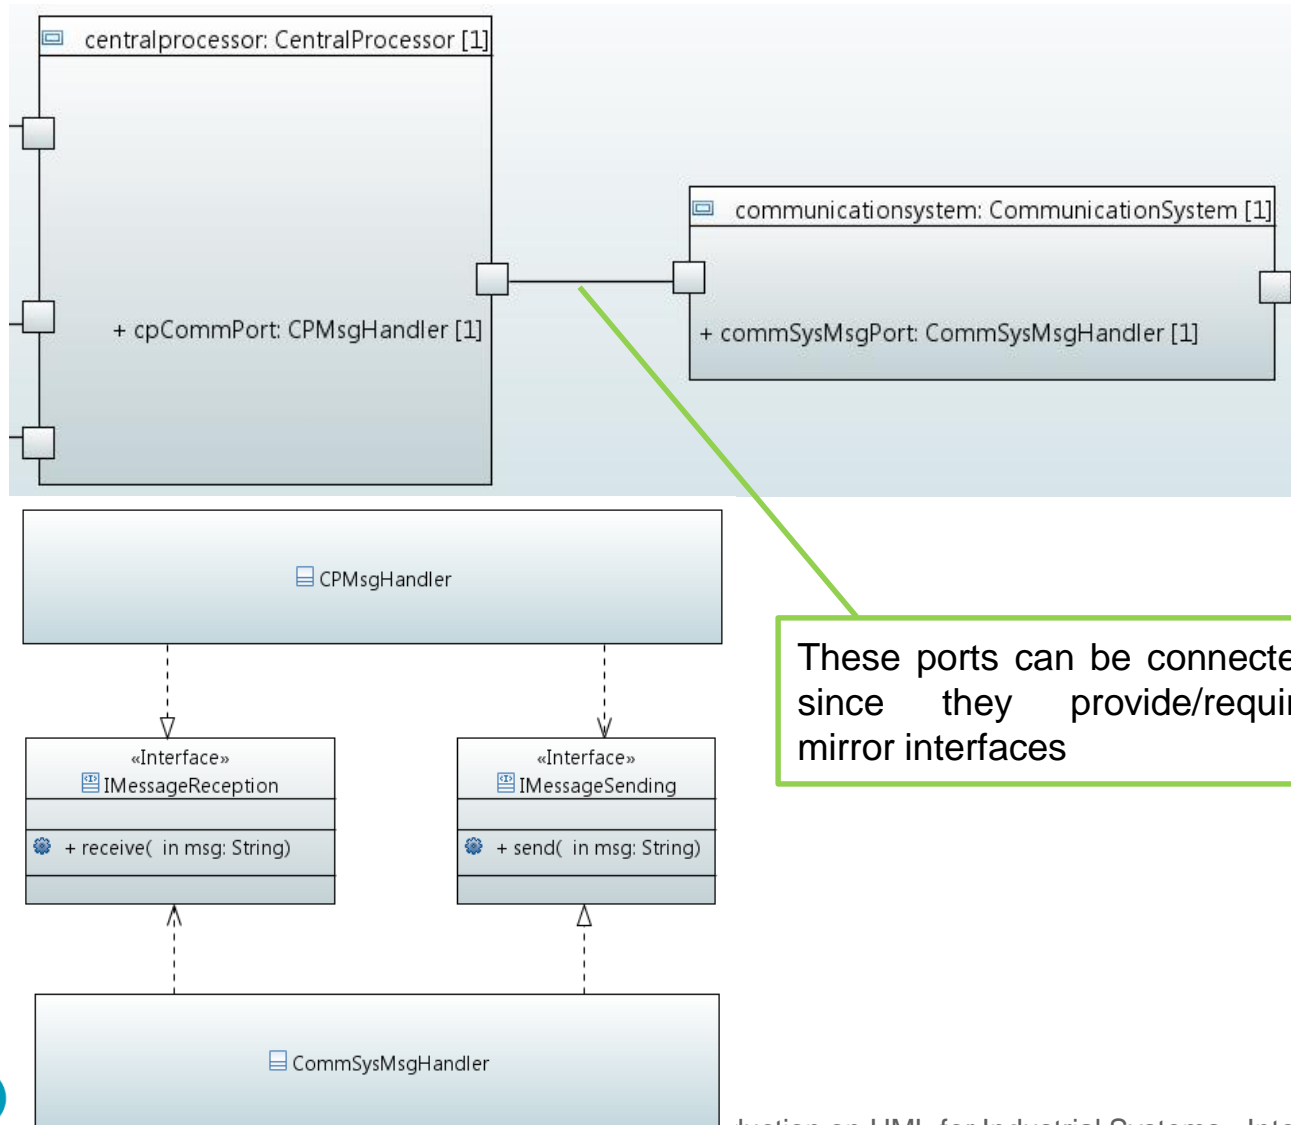 centralprocessor: CentralProcessor [1]
communicationsystem: CommunicationSystem [1]
+ cpCommPort: CPMsgHandler [1]
+ commSysMsgPort: CommSysMsgHandler [1]
CPMsgHandler
These ports can be connecte
since they provide/requir
mirror interfaces
«Interface»
IMessageReception
+ receive( in msg: String)
«Interface»
IMessageSending
+ send( in msg: String)
CommSysMsgHandler